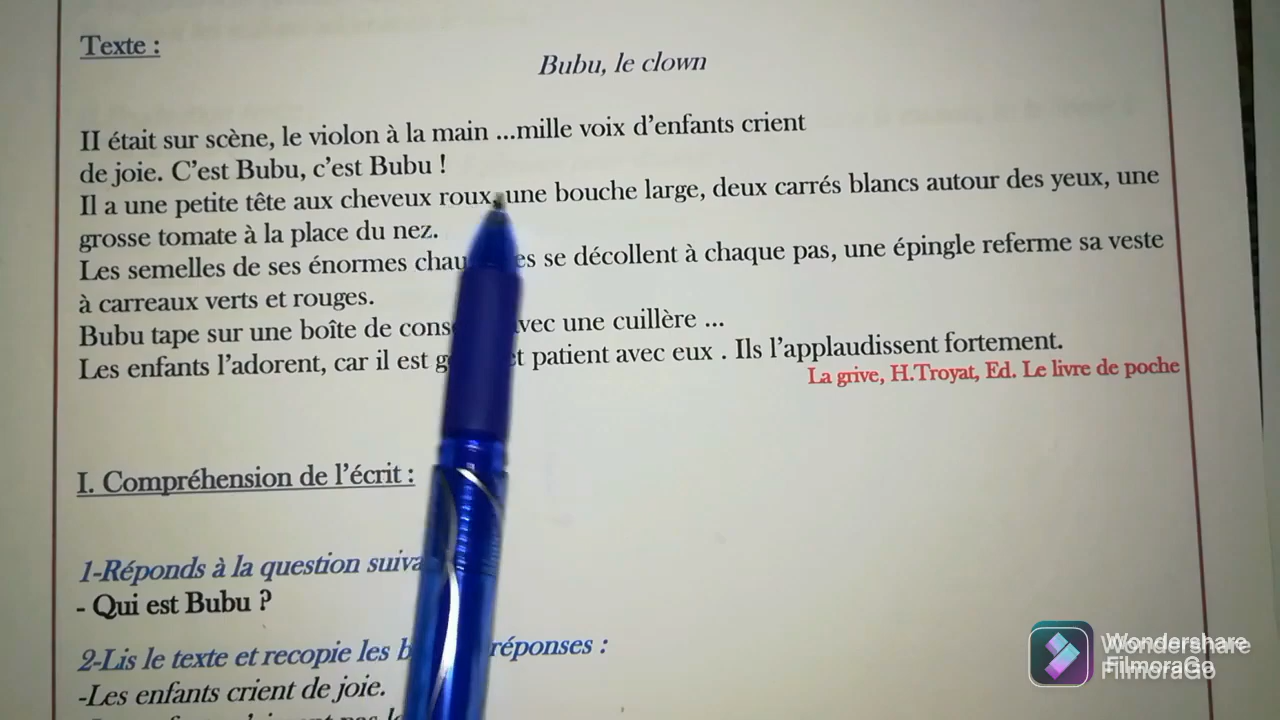 Texte :
Bubu, le clown
II était sur scène, le violon à la main ...mille voix d'enfants crient
de joie. C'est Bubu, c'est Bubu !
Il a une petite tête aux cheveux roux, une bouche large, deux carrés blancs autour des yeux, une
grosse tomate à la place du nez.
Les semelles de ses énormes se décollent à chaque pas, une épingle referme sa veste
à carreaux verts et rouges.
Bubu tape sur une boîte de avec une cuillère ...
Les enfants l'adorent, car il est et patient avec eux . Ils l'applaudissent fortement.
La grive, H.Troyat, Ed. Le livre de poche
I. Compréhension de l'écrit :
1-Réponds à la question
- Qui est Bubu ?
2-Lis le texte et recopie les réponses :
-Les enfants crient de joie.
Wondershare
FilmoraGo